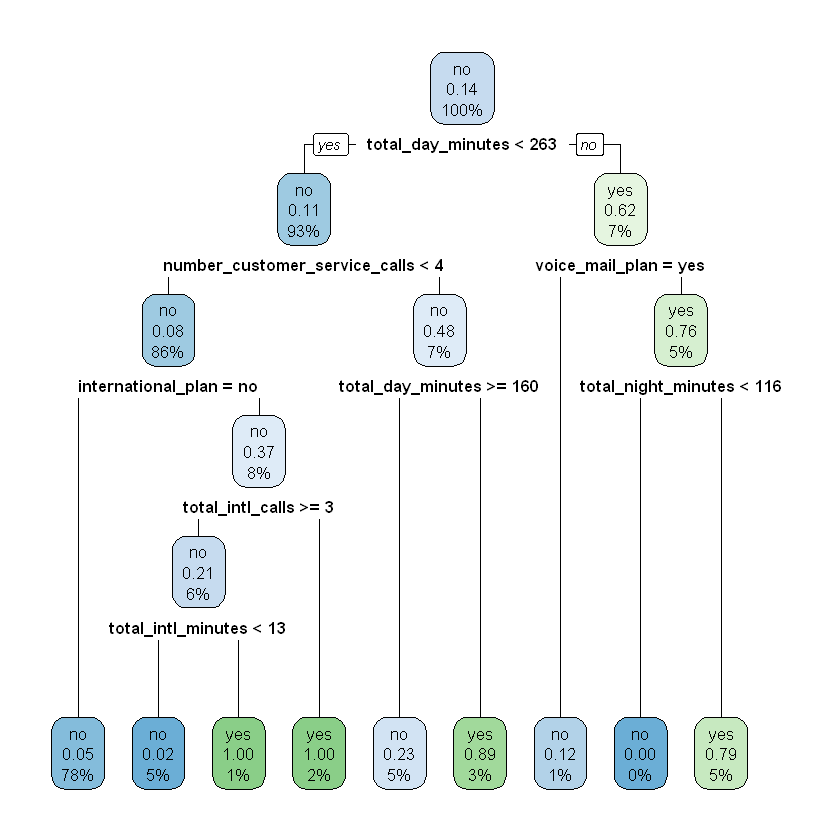 no
0.14
100%
yes total_day_minutes < 263 no
no
0.11
93%
yes
0.62
7%
number_customer_service_calls < 4
voice_mail_plan = yes
no
0.08
86%
no
0.48
7%
yes
0.76
5%
international_plan = no
total_day_minutes >= 160
total_night_minutes < 116
no
0.37
8%
total_intl_calls >= 3
no
0.21
6%
total_intl_minutes < 13
no
0.05
78%
no
0.02
5%
yes
1.00
1%
yes
1.00
2%
no
0.23
5%
yes
0.89
3%
no
0.12
1%
no
0.00
0%
yes
0.79
5%